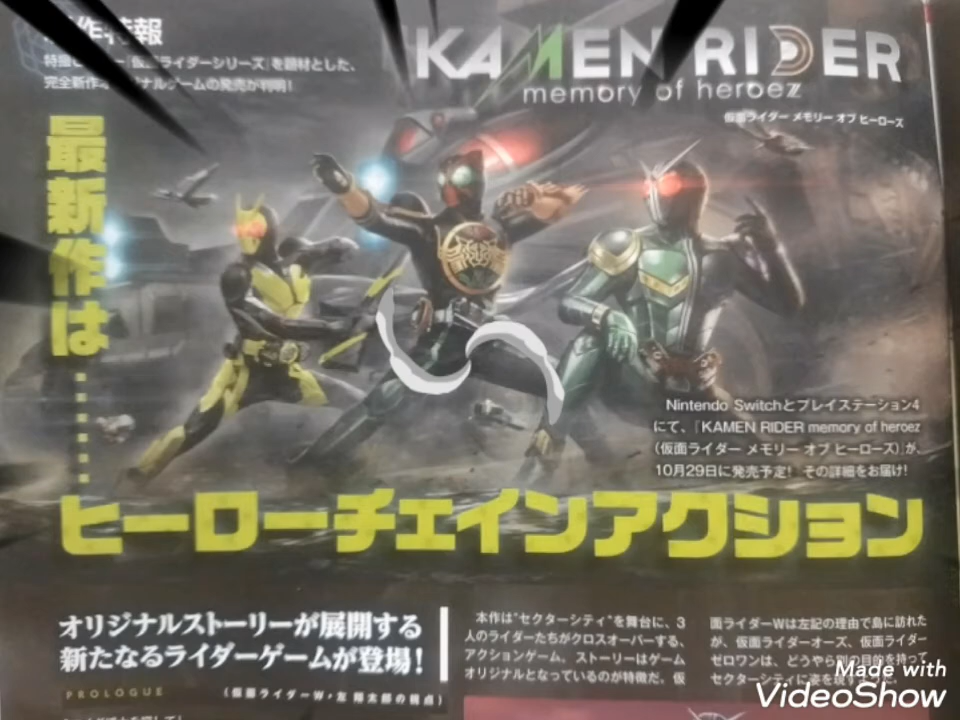 作特報
特撮 『仮面ライダーシリーズ』を題材とした、
完全新作オリジナルゲームの発売が判明!
KAMEN RIDER
memory of heroez
仮面ライダー メモリー オブ ヒーローズ
最新作は………
Nintendo Switchとプレイステーション4
にて、『KAMEN RIDER memory of heroez
(仮面ライダー メモリー オブ ヒーローズ)』が、
10月29日に発売予定! その詳細をお届け!
ヒーローチェインアクション
オリジナルストーリーが展開する
新たなるライダーゲームが登場!
PROLOGUE
(仮面ライダーW・左 翔太郎の視点)
本作は"セクターシティ"を舞台に、3
人のライダーたちがクロスオーバーする、
アクションゲーム。ストーリーはゲーム
オリジナルとなっているのが特徴だ。仮
面ライダーWは左記の理由で島に訪れた
が、仮面ライダーオーズ、仮面ライダー
ゼロワンは、どうやら別の目的を持って
セクターシティに姿を現
Made with
VideoShow